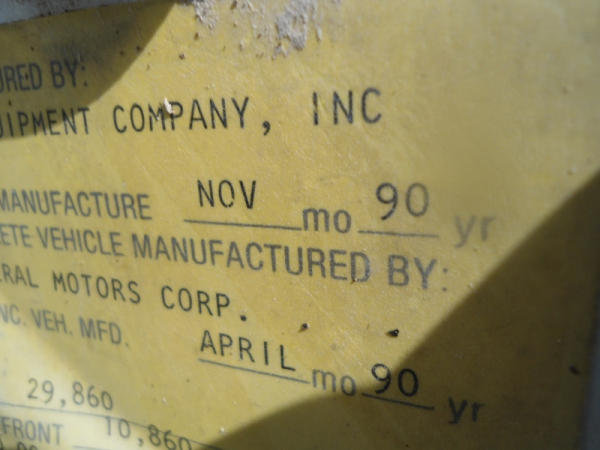 URED BY:
UIPMENT COMPANY, INC
MANUFACTURE NOV mo 90 yr
ETE VEHICLE MANUFACTURED BY:
ERAL MOTORS CORP.
NC. VEH. MFD. APRIL mo 90 yr
29,860
FRONT 10,860